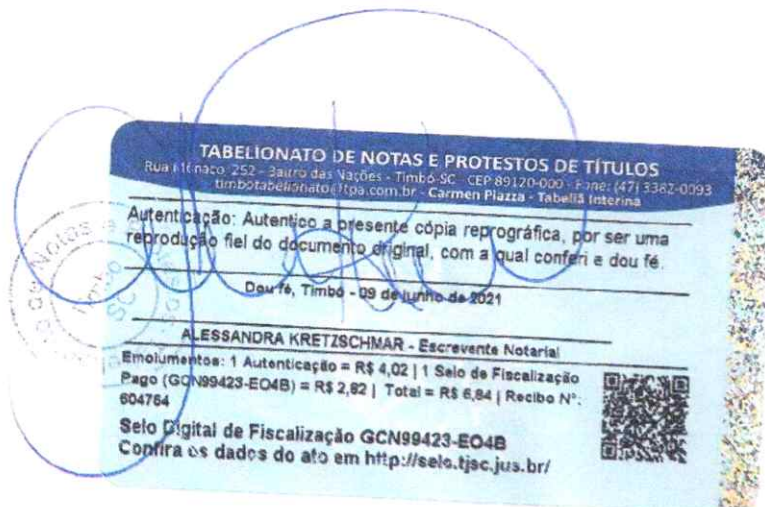 TABELIONATO DE NOTAS E PROTESTOS DE TÍTULOS
Rua Mônaco, 252 - Bairro das Nações - Timbó-SC - CEP 89120-000 - Fone: (47) 3382-0093
timbotabelionato@tpa.com.br - Carmen Piazza - Tabeliã Interina
Autenticação: Autentico a presente cópia reprográfica, por ser uma
reprodução fiel do documento original, com a qual conferi e dou fé.
Dou fé, Timbó - 09 de junho de 2021
ALESSANDRA KRETZSCHMAR - Escrevente Notarial
Emolumentos: 1 Autenticação = R$ 4,02 | 1 Selo de Fiscalização
Pago (GCN99423-EO4B) = R$ 2,82 | Total = R$ 6,84 | Recibo Nº:
604764
Selo Digital de Fiscalização GCN99423-EO4B
Confira os dados do ato em http://selo.tjsc.jus.br/
de Notas e
Timbó
SC